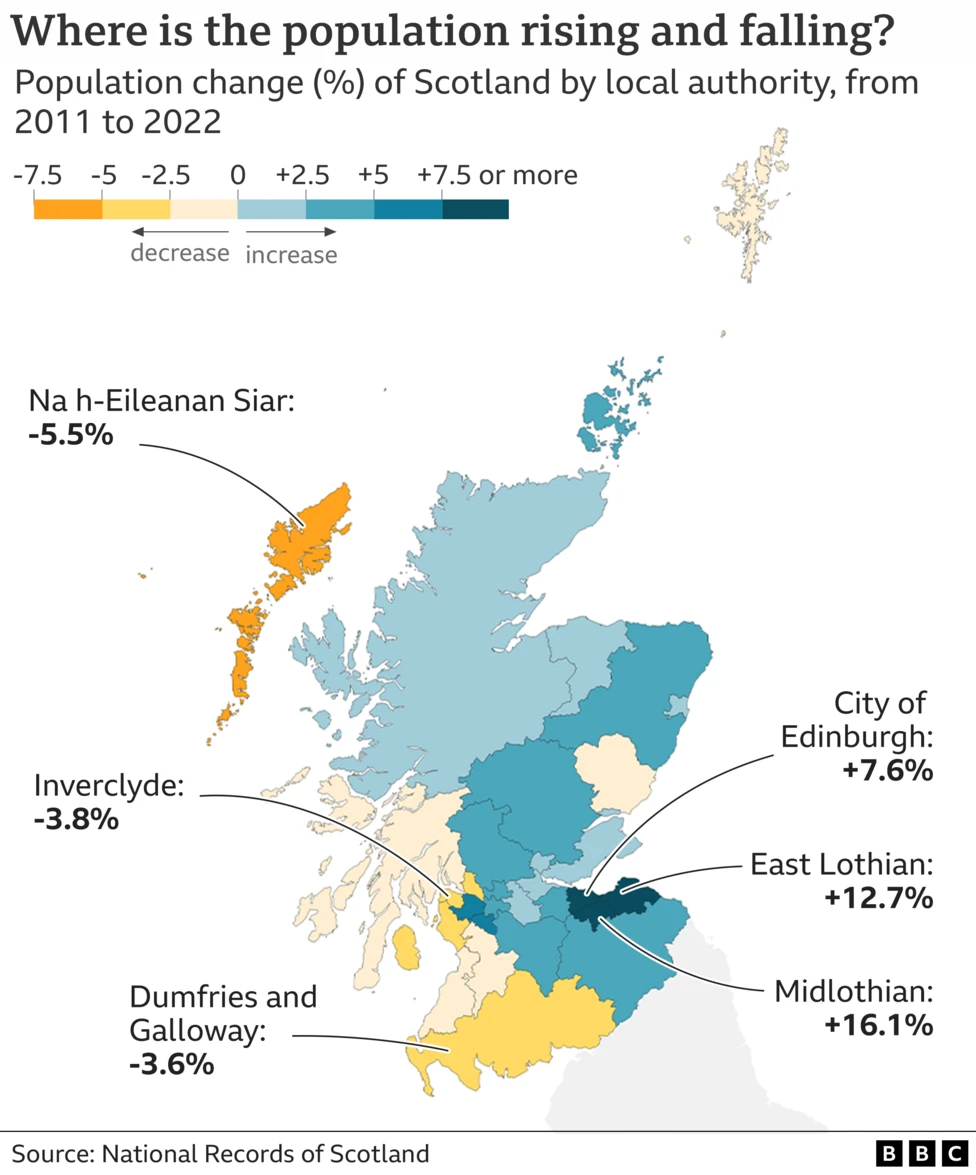 Where is the population rising and falling?
Population change (%) of Scotland by local authority, from
2011 to 2022
-7.5 -5 -2.5 0 +2.5 +5 +7.5 or more
decrease increase
Na h-Eileanan Siar:
-5.5%
City of
Edinburgh:
+7.6%
Inverclyde:
-3.8%
East Lothian:
+12.7%
Midlothian:
+16.1%
Dumfries and
Galloway:
-3.6%
Source: National Records of Scotland
BBC